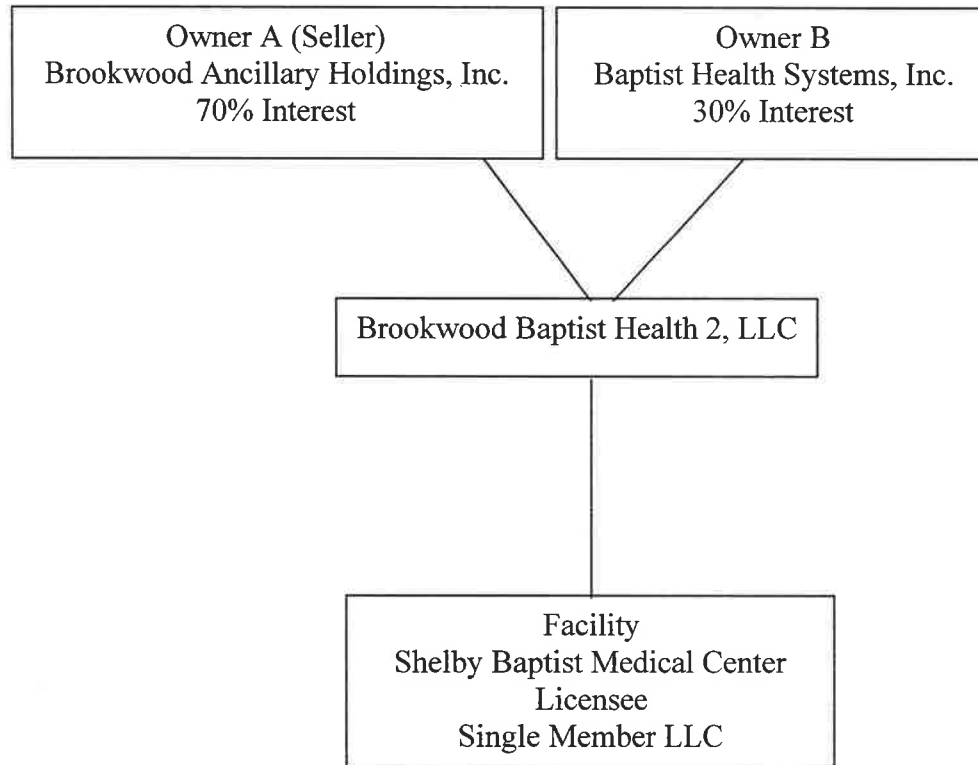 Owner A (Seller)
Brookwood Ancillary Holdings, Inc.
70% Interest
Owner B
Baptist Health Systems, Inc.
30% Interest
Brookwood Baptist Health 2, LLC
Facility
Shelby Baptist Medical Center
Licensee
Single Member LLC